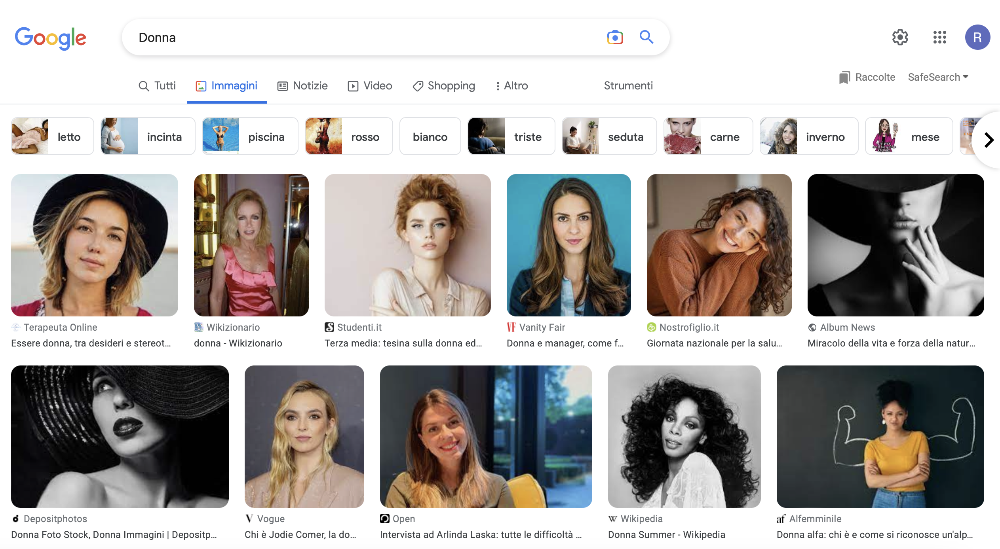 Google
Donna
R
Tutti
Immagini
Notizie
Video
Shopping
Altro
Strumenti
Raccolte
SafeSearch
letto
incinta
piscina
rosso
bianco
triste
seduta
carne
inverno
mese
Fai pace
Terapeuta Online
Essere donna, tra desideri e stereot...
Wikizionario
donna - Wikizionario
Studenti.it
Terza media: tesina sulla donna ed...
VF Vanity Fair
Donna e manager, come f...
Nostrofiglio.it
Giornata nazionale per la salu...
Album News
Miracolo della vita e forza della natur...
d Depositphotos
Donna Foto Stock, Donna Immagini | Depositp...
V Vogue
Chi è Jodie Comer, la do...
Open
Intervista ad Arlinda Laska: tutte le difficoltà ...
W Wikipedia
Donna Summer - Wikipedia
af Alfemminile
Donna alfa: chi è e come si riconosce un'alp...